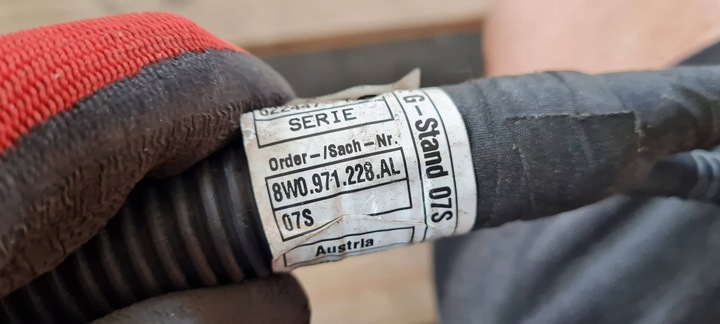 SERIE
Order-/Sach-Nr.
8W0.971.228.AL
07S
Austria
G-Stand 07S